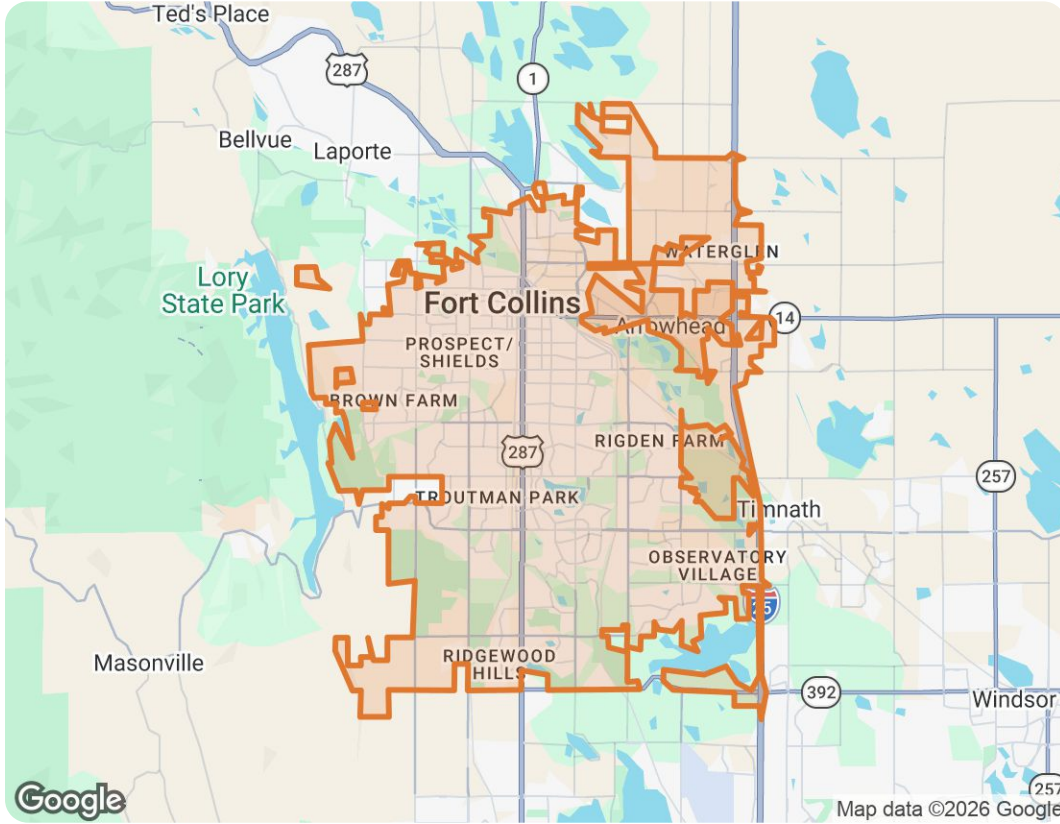 Ted's Place
287
1
Bellvue
Laporte
WATERGLEN
Lory
State Park
Fort Collins
14
Arrowhead
PROSPECT/
SHIELDS
BROWN FARM
RIGDEN FARM
287
257
TROUTMAN PARK
Timnath
OBSERVATORY
VILLAGE
25
Masonville
RIDGEWOOD
HILLS
392
Windsor
257
Google
Map data ©2026 Google